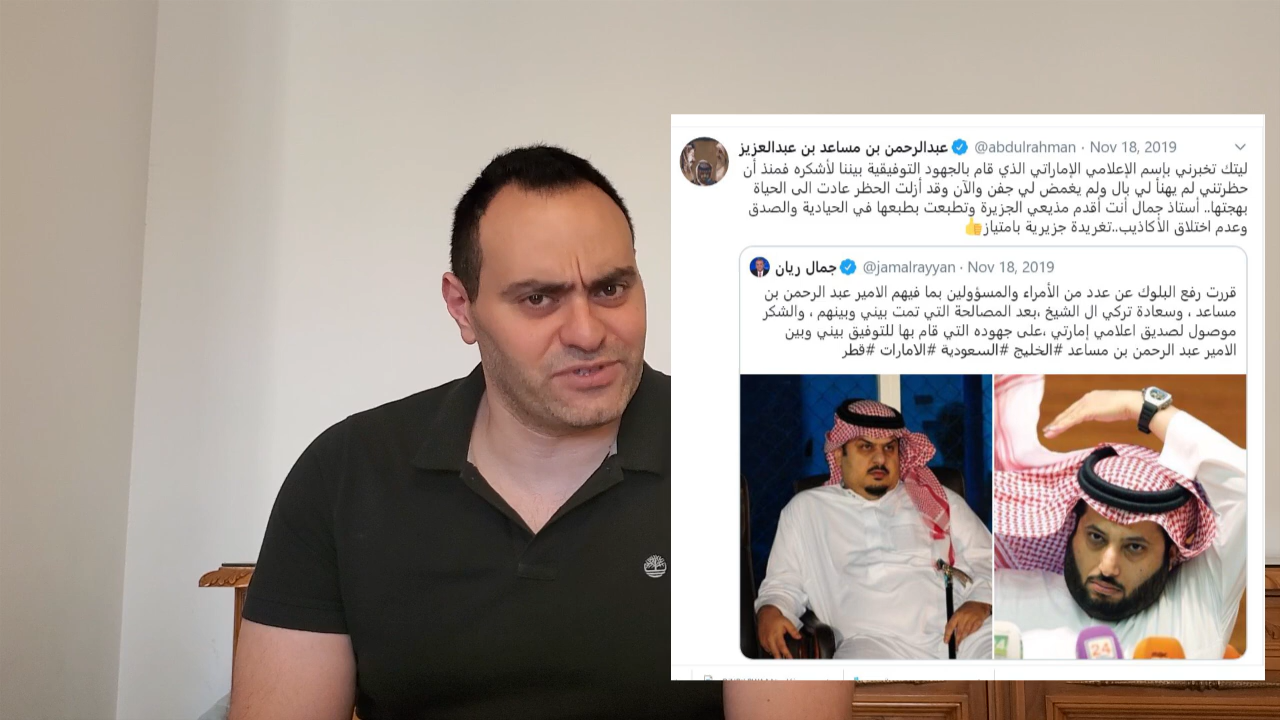 عبدالرحمن بن مساعد بن عبدالعزيز @abdulrahman · Nov 18, 2019
ليتك تخبرني بإسم الإعلامي الإماراتي الذي قام بالجهود التوفيقية بيننا لأشكره فمنذ أن
حظرتني لم يهنأ لي بال ولم يغمض لي جفن والآن وقد أزلت الحظر عادت الى الحياة
بهجتها.. أستاذ جمال أنت أقدم مذيعي الجزيرة وتطبعت بطبعها في الحيادية والصدق
وعدم اختلاق الأكاذيب..تغريدة جزيرية بامتياز👍
جمال ريان @jamalrayyan · Nov 18, 2019
قررت رفع البلوك عن عدد من الأمراء والمسؤولين بما فيهم الامير عبد الرحمن بن
مساعد ، وسعادة تركي ال الشيخ ،بعد المصالحة التي تمت بيني وبينهم ، والشكر
موصول لصديق اعلامي إمارتي ،على جهوده التي قام بها للتوفيق بيني وبين
الامير عبد الرحمن بن مساعد #الخليج #السعودية #الامارات #قطر
24